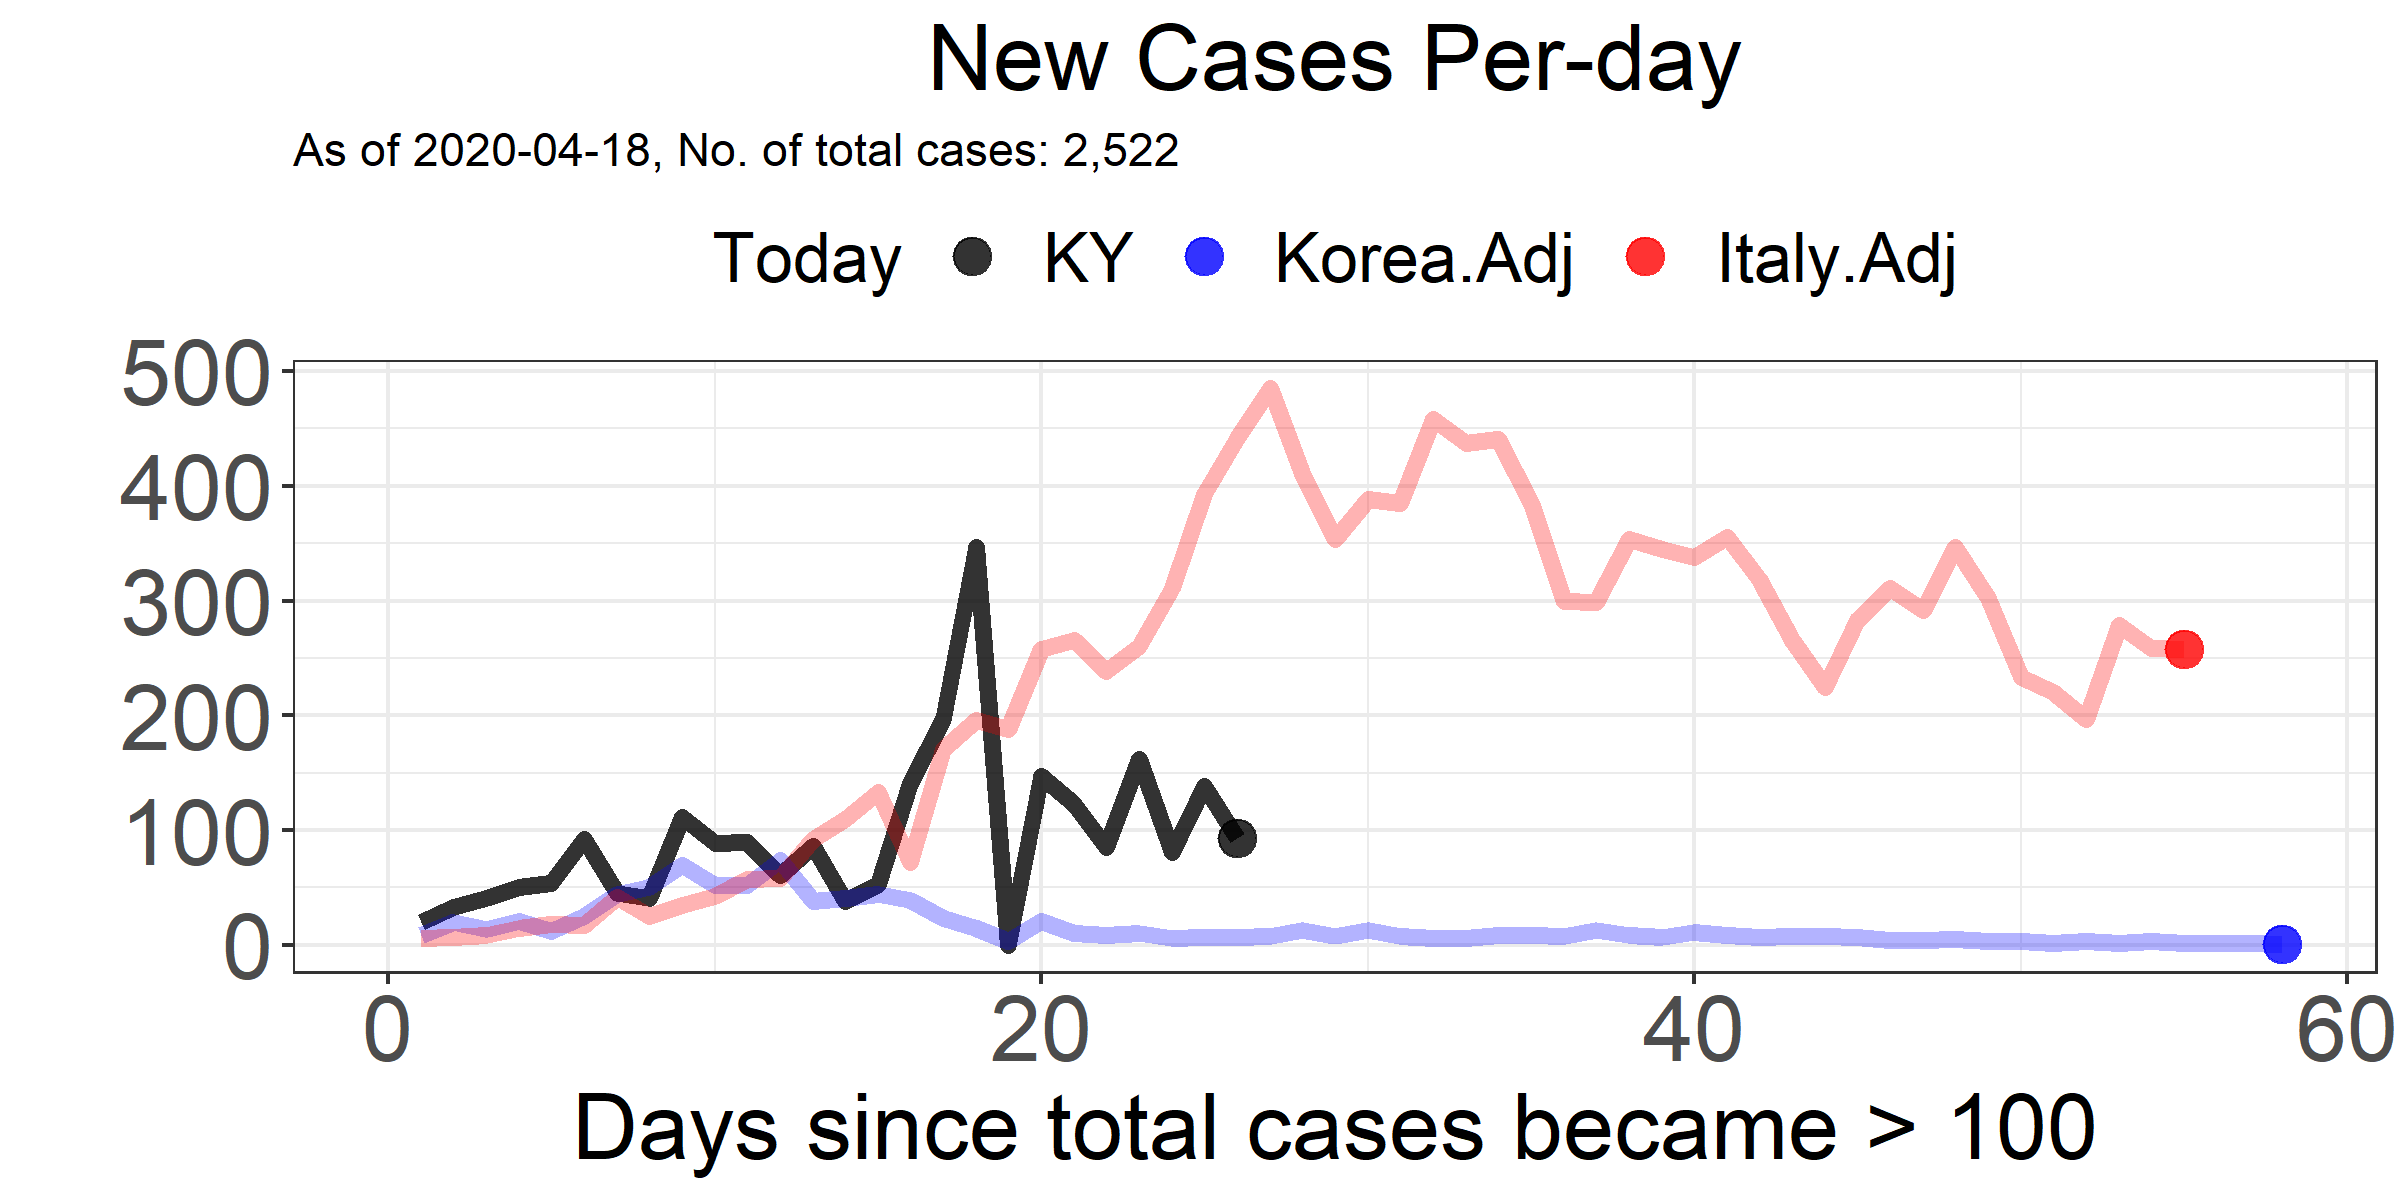 New Cases Per-day
As of 2020-04-18, No. of total cases: 2,522
Today KY Korea.Adj Italy.Adj
500
400
300
200
100
0
0 20 40 60
Days since total cases became > 100